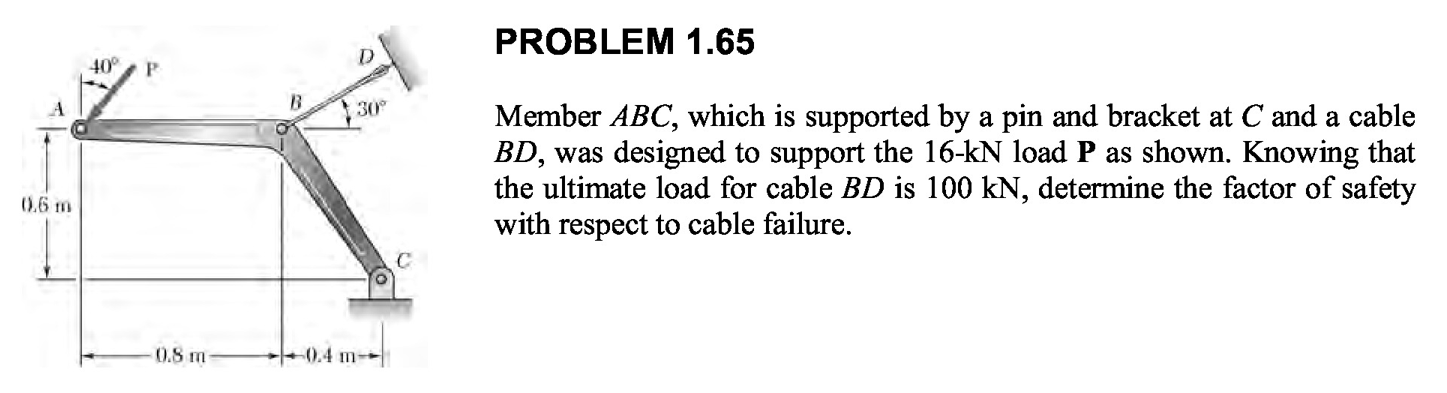 PROBLEM 1.65
Member ABC, which is supported by a pin and bracket at C and a cable
BD, was designed to support the 16-kN load P as shown. Knowing that
the ultimate load for cable BD is 100 kN, determine the factor of safety
with respect to cable failure.
40° P
D
A
B
30°
0.6 m
C
0.8 m
0.4 m